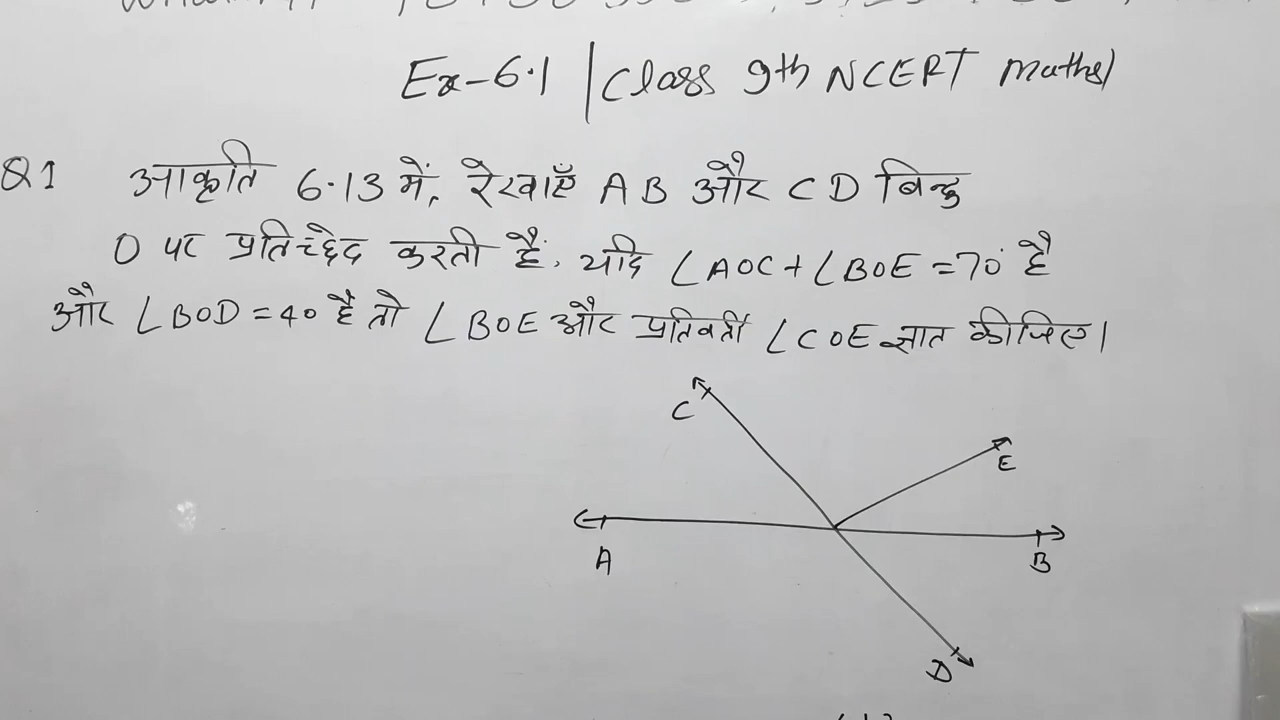 Ex-6.1 | Class 9th NCERT Maths)
Q1 आकृति 6.13 में, रेखाएँ AB और CD बिन्दु
O पर प्रतिच्छेद करती हैं. यदि ∠AOC + ∠BOE = 70° है
और ∠BOD = 40 है तो ∠BOE और प्रतिवर्ती ∠COE ज्ञात कीजिए।
C
E
A
B
D